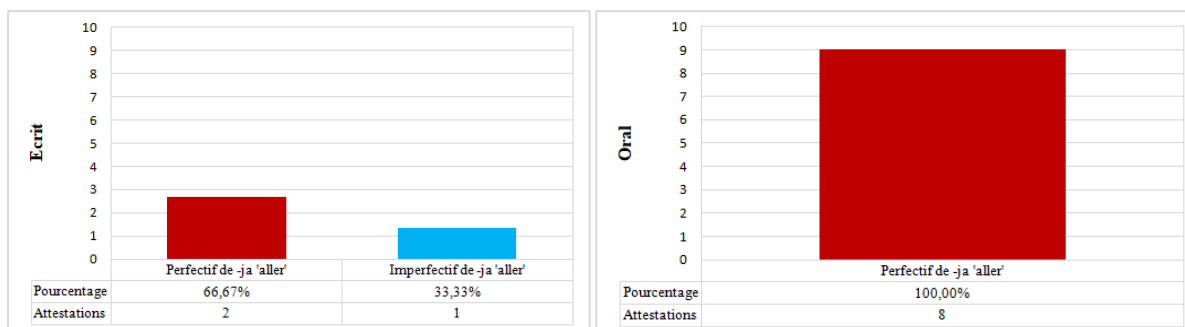 Ecrit
10
9
8
7
6
5
4
3
2
1
0
Perfectif de -ja 'aller' Imperfectif de -ja 'aller'
Pourcentage 66,67% 33,33%
Attestations 2 1
Oral
10
9
8
7
6
5
4
3
2
1
0
Perfectif de -ja 'aller'
Pourcentage 100,00%
Attestations 8